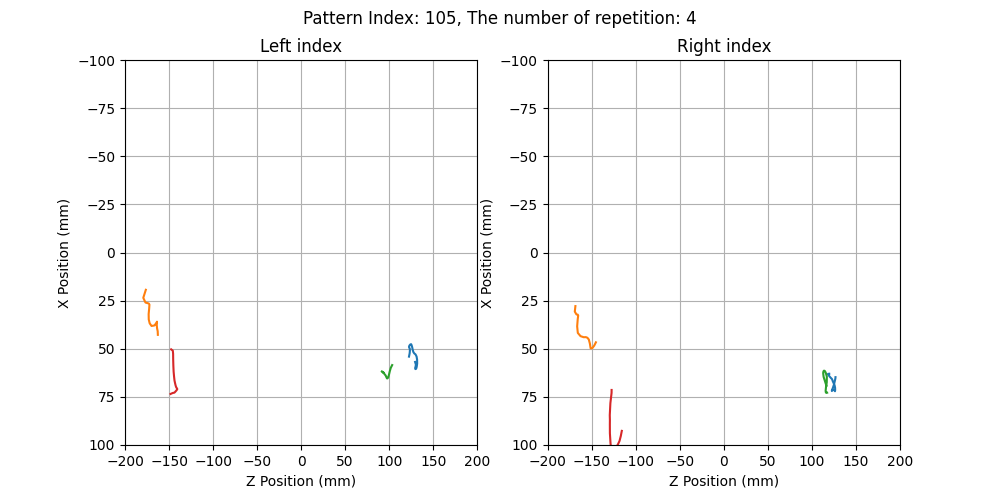 Pattern Index: 105, The number of repetition: 4
Left index
Right index
−100
−75
−50
−25
0
25
50
75
100
−200 −150 −100 −50 0 50 100 150 200
X Position (mm)
Z Position (mm)
−100
−75
−50
−25
0
25
50
75
100
−200 −150 −100 −50 0 50 100 150 200
X Position (mm)
Z Position (mm)